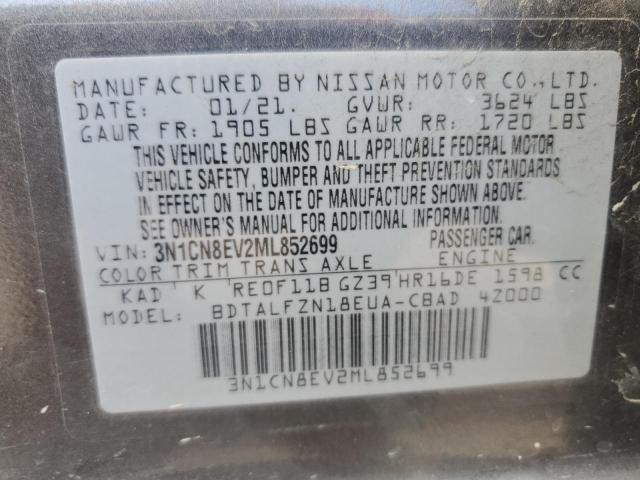 MANUFACTURED BY NISSAN MOTOR CO.,LTD.
DATE: 01/21. GVWR: 3624 LBS
GAWR FR: 1905 LBS GAWR RR: 1720 LBS
THIS VEHICLE CONFORMS TO ALL APPLICABLE FEDERAL MOTOR
VEHICLE SAFETY, BUMPER AND THEFT PREVENTION STANDARDS
IN EFFECT ON THE DATE OF MANUFACTURE SHOWN ABOVE.
SEE OWNER'S MANUAL FOR ADDITIONAL INFORMATION.
VIN: 3N1CN8EV2ML852699 PASSENGER CAR.
COLOR TRIM TRANS AXLE ENGINE
KAD K RE0F11B GZ39 HR16DE 1598 CC
MODEL: BDTALFZN18EUA-CBAD 4Z000
3N1CN8EV2ML852699